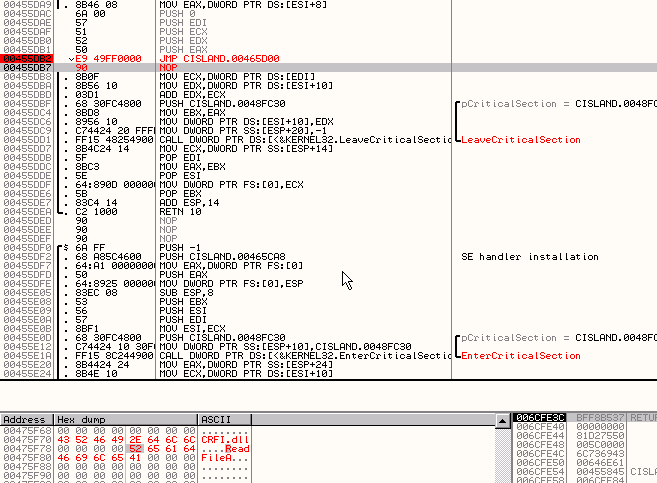 00455DA9 . 8B46 08 MOV EAX,DWORD PTR DS:[ESI+8]
00455DAC 6A 00 PUSH 0
00455DAE 57 PUSH EDI
00455DAF 51 PUSH ECX
00455DB0 52 PUSH EDX
00455DB1 50 PUSH EAX
00455DB2 E9 49FF0000 JMP CISLAND.00465D00
00455DB7 90 NOP
00455DB8 . 8B0F MOV ECX,DWORD PTR DS:[EDI]
00455DBA . 8B56 10 MOV EDX,DWORD PTR DS:[ESI+10]
00455DBD . 03D1 ADD EDX,ECX
00455DBF . 68 30FC4800 PUSH CISLAND.0048FC30 pCriticalSection = CISLAND.0048FC
00455DC4 . 8BD8 MOV EBX,EAX
00455DC6 . 8956 10 MOV DWORD PTR DS:[ESI+10],EDX
00455DC9 . C74424 20 FFFF MOV DWORD PTR SS:[ESP+20],-1
00455DD1 . FF15 48254900 CALL DWORD PTR DS:[<&KERNEL32.LeaveCriticalSectio LeaveCriticalSection
00455DD7 . 8B4C24 14 MOV ECX,DWORD PTR SS:[ESP+14]
00455DDB . 5F POP EDI
00455DDC . 8BC3 MOV EAX,EBX
00455DDE . 5E POP ESI
00455DDF . 64:890D 000000 MOV DWORD PTR FS:[0],ECX
00455DE6 . 5B POP EBX
00455DE7 . 83C4 14 ADD ESP,14
00455DEA . C2 1000 RETN 10
00455DED 90 NOP
00455DEE 90 NOP
00455DEF 90 NOP
00455DF0 $ 6A FF PUSH -1
00455DF2 . 68 A85C4600 PUSH CISLAND.00465CA8 SE handler installation
00455DF7 . 64:A1 00000000 MOV EAX,DWORD PTR FS:[0]
00455DFD . 50 PUSH EAX
00455DFE . 64:8925 000000 MOV DWORD PTR FS:[0],ESP
00455E05 . 83EC 08 SUB ESP,8
00455E08 . 53 PUSH EBX
00455E09 . 56 PUSH ESI
00455E0A . 57 PUSH EDI
00455E0B . 8BF1 MOV ESI,ECX
00455E0D . 68 30FC4800 PUSH CISLAND.0048FC30 pCriticalSection = CISLAND.0048FC
00455E12 . C74424 10 30FC MOV DWORD PTR SS:[ESP+10],CISLAND.0048FC30
00455E1A . FF15 8C244900 CALL DWORD PTR DS:[<&KERNEL32.EnterCriticalSectio EnterCriticalSection
00455E20 . 8B4424 24 MOV EAX,DWORD PTR SS:[ESP+24]
00455E24 . 8B4E 10 MOV ECX,DWORD PTR DS:[ESI+10]
Address Hex dump ASCII
00475F68 00 00 00 00 00 00 00 00 ........
00475F70 43 52 46 49 2E 64 6C 6C CRFI.dll
00475F78 00 00 00 00 52 65 61 64 ....Read
00475F80 46 69 6C 65 41 00 00 00 FileA...
00475F88 00 00 00 00 00 00 00 00 ........
00475F90 00 00 00 00 00 00 00 00 ........
006CFE3C BFF8B537 RETU
006CFE40 00000000
006CFE44 81D27550
006CFE48 005C0000
006CFE4C 6C736943
006CFE50 00646E61
006CFE54 00455845 CISL
006CFE58 006CFE84